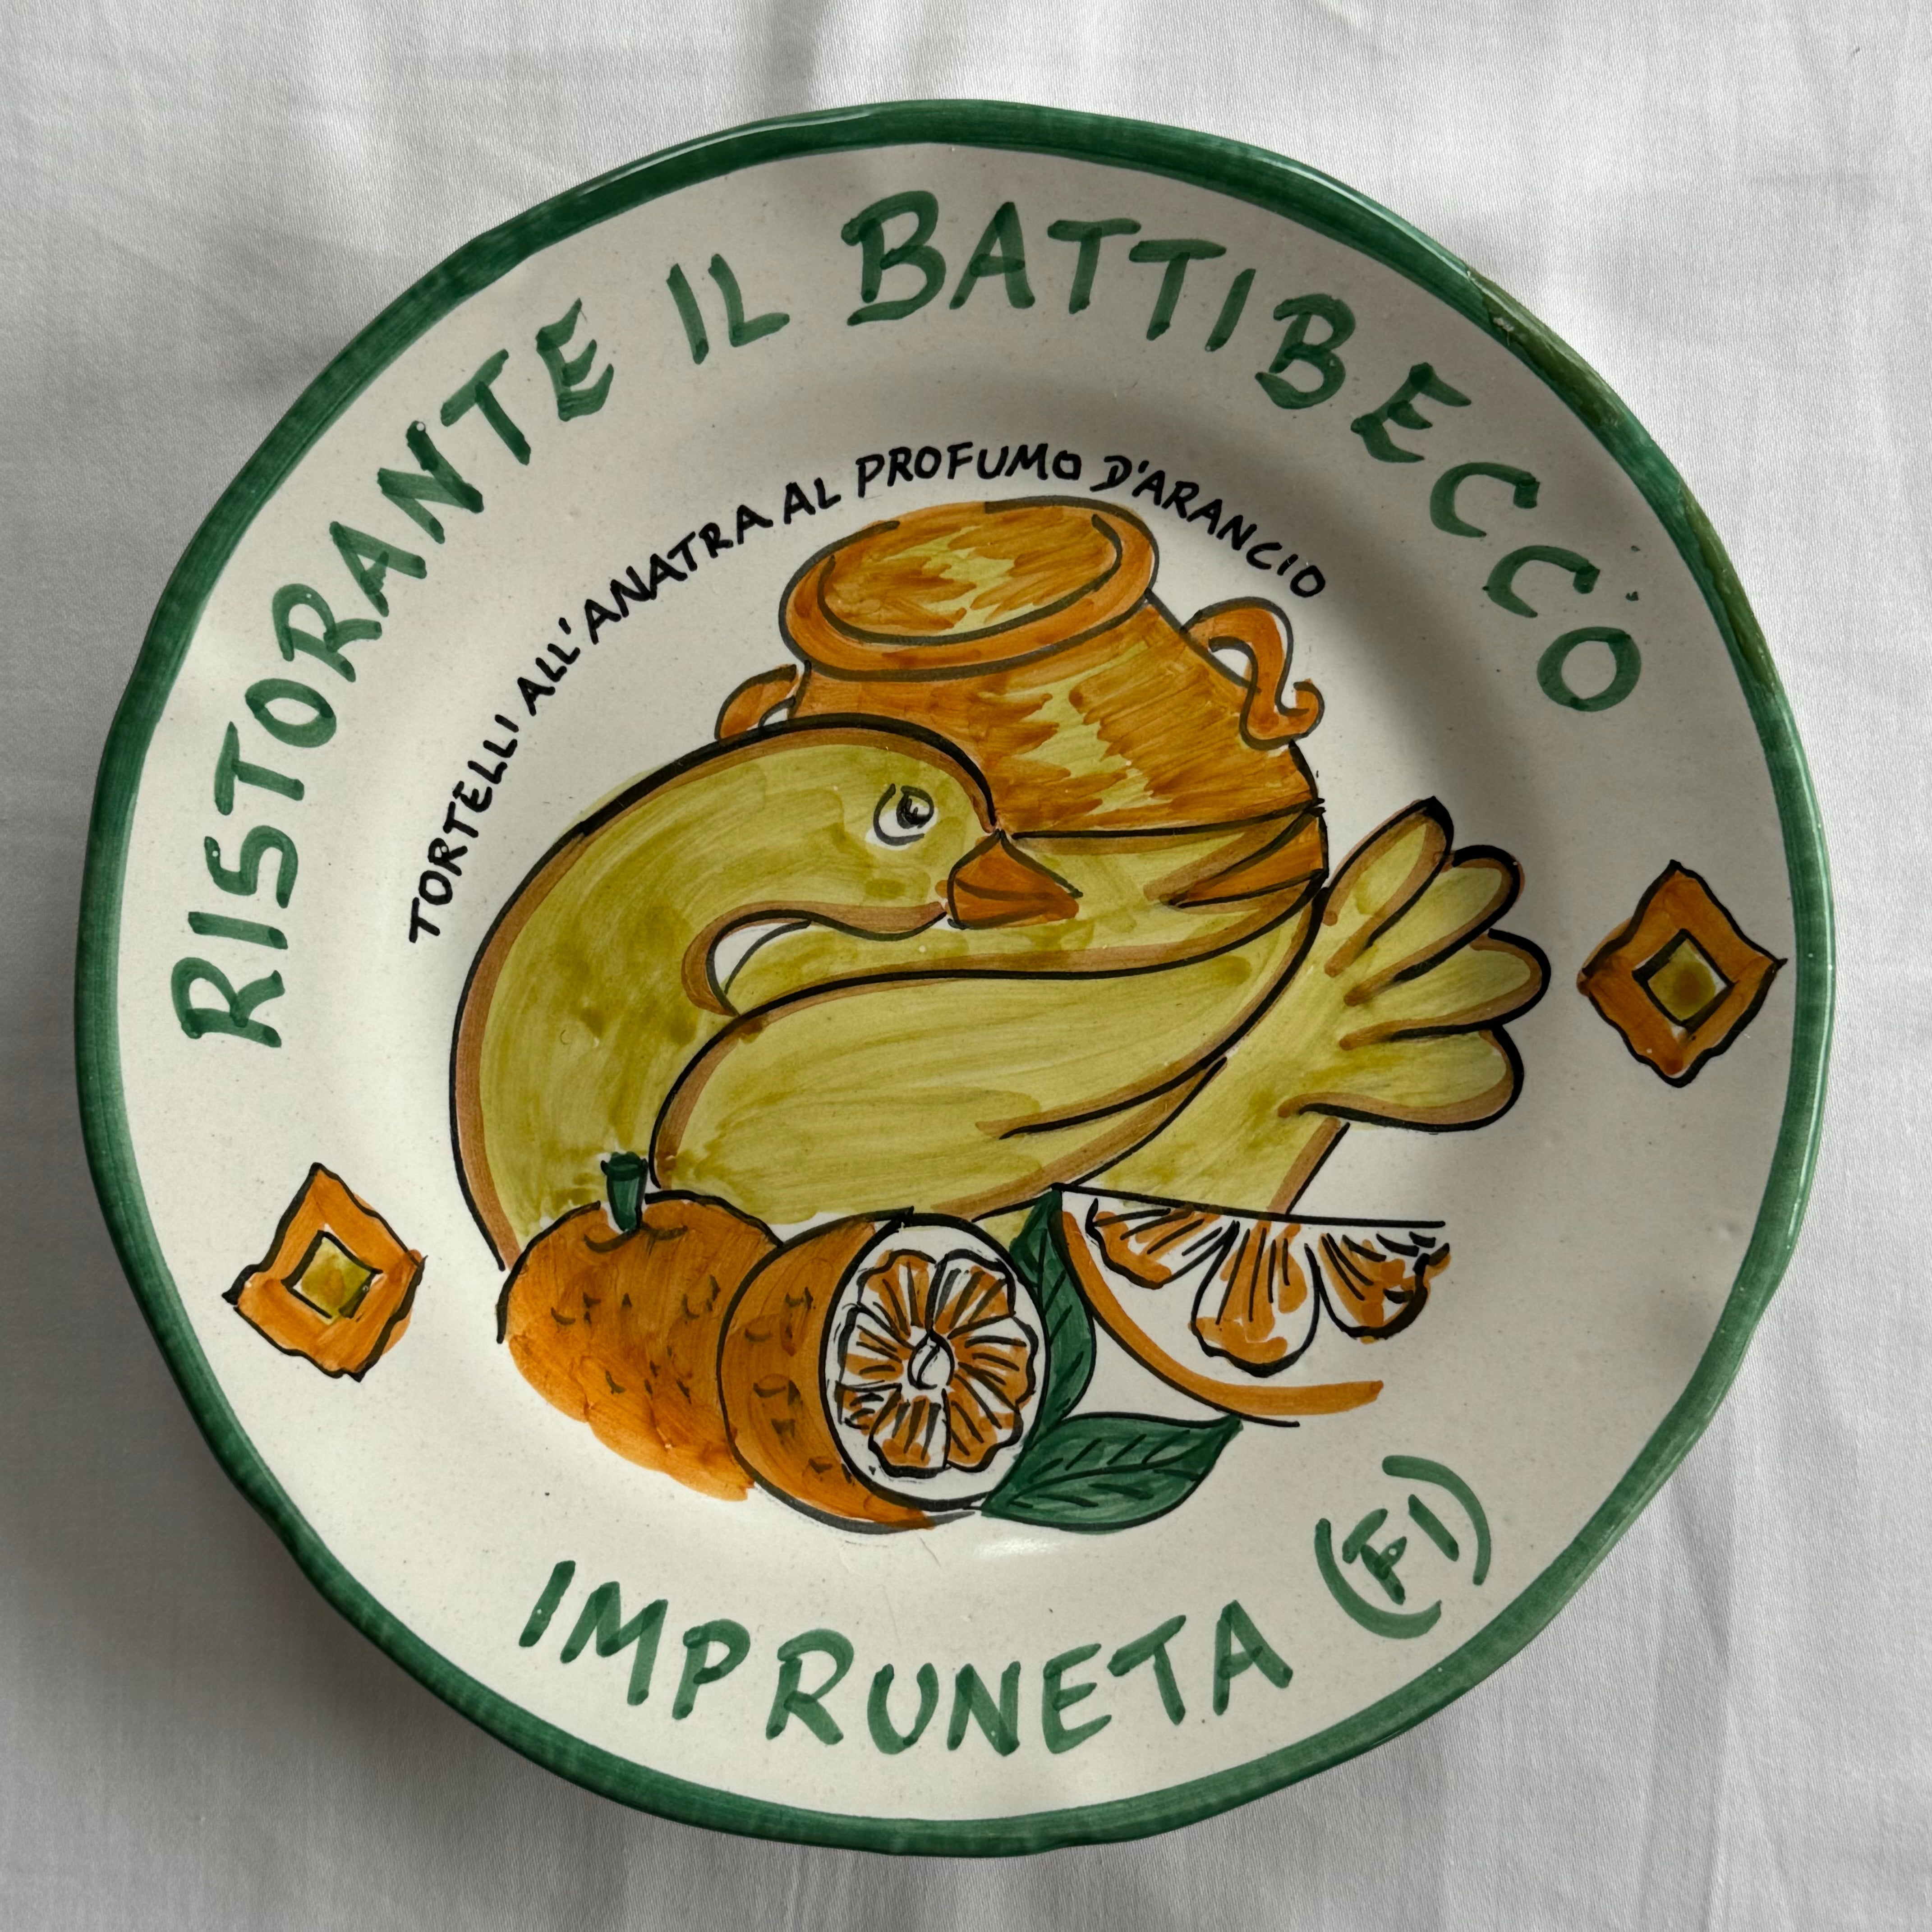 RISTORANTE IL BATTIBECCO
TORTELLI ALL'ANATRA AL PROFUMO D'ARANCIO
IMPRUNETA (FI)